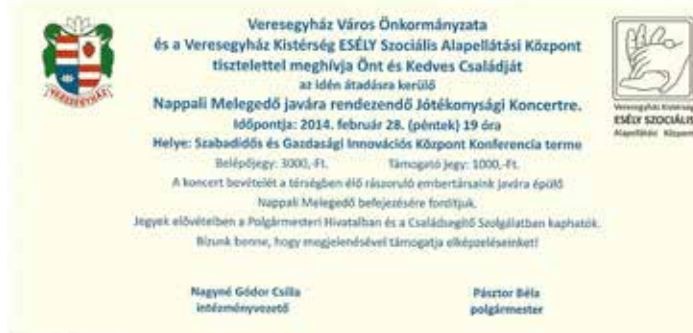 Veresegyház Város Önkormányzata
és a Veresegyház Kistérség ESÉLY Szociális Alapellátási Központ
tisztelettel meghívja Önt és Kedves Családját
az idén átadásra kerülő
Nappali Melegedő javára rendezendő Jótékonysági Koncertre.
Időpontja: 2014. február 28. (péntek) 19 óra
Helye: Szabadidős és Gazdasági Innovációs Központ Konferencia terme
Belépőjegy: 3000,-Ft. Támogató jegy: 1000,-Ft.
A koncert bevételét a térségben élő rászoruló embertársaink javára épülő
Nappali Melegedő befejezésére fordítjuk.
Jegyek elővételben a Polgármesteri Hivatalban és a Családsegítő Szolgálatban kaphatók.
Bízunk benne, hogy megjelenésével támogatja elképzeléseinket!
Nagyné Gódor Csilla
intézményvezető
Pásztor Béla
polgármester
VERESEGYHÁZ
Veresegyház Kistérség
ESÉLY SZOCIÁLIS
Alapellátási Központ